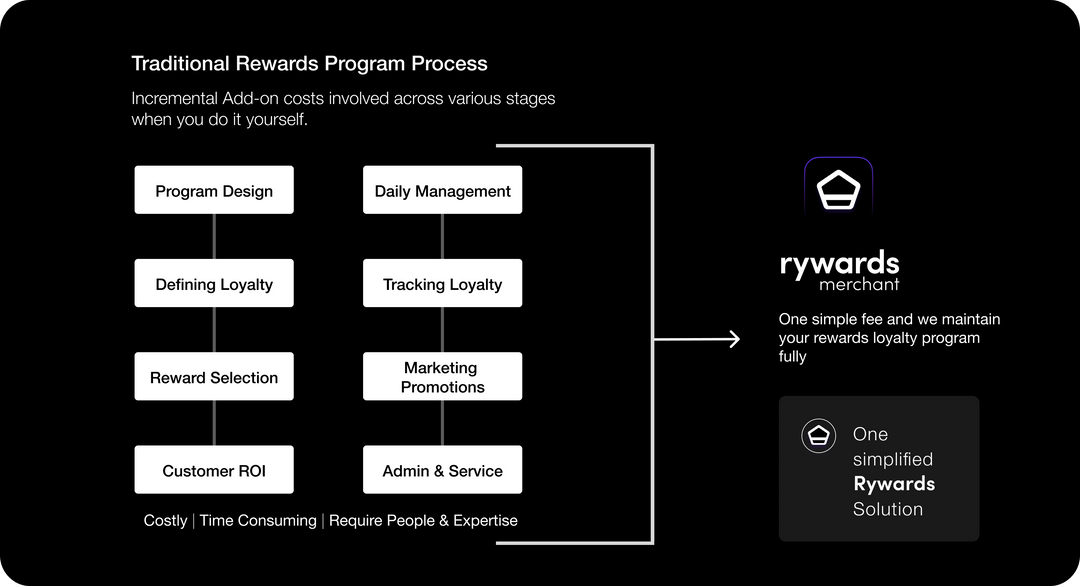 Traditional Rewards Program Process
Incremental Add-on costs involved across various stages
when you do it yourself.
Program Design
Defining Loyalty
Reward Selection
Customer ROI
Daily Management
Tracking Loyalty
Marketing
Promotions
Admin & Service
Costly | Time Consuming | Require People & Expertise
rywards
merchant
One simple fee and we maintain
your rewards loyalty program
fully
One
simplified
Rywards
Solution